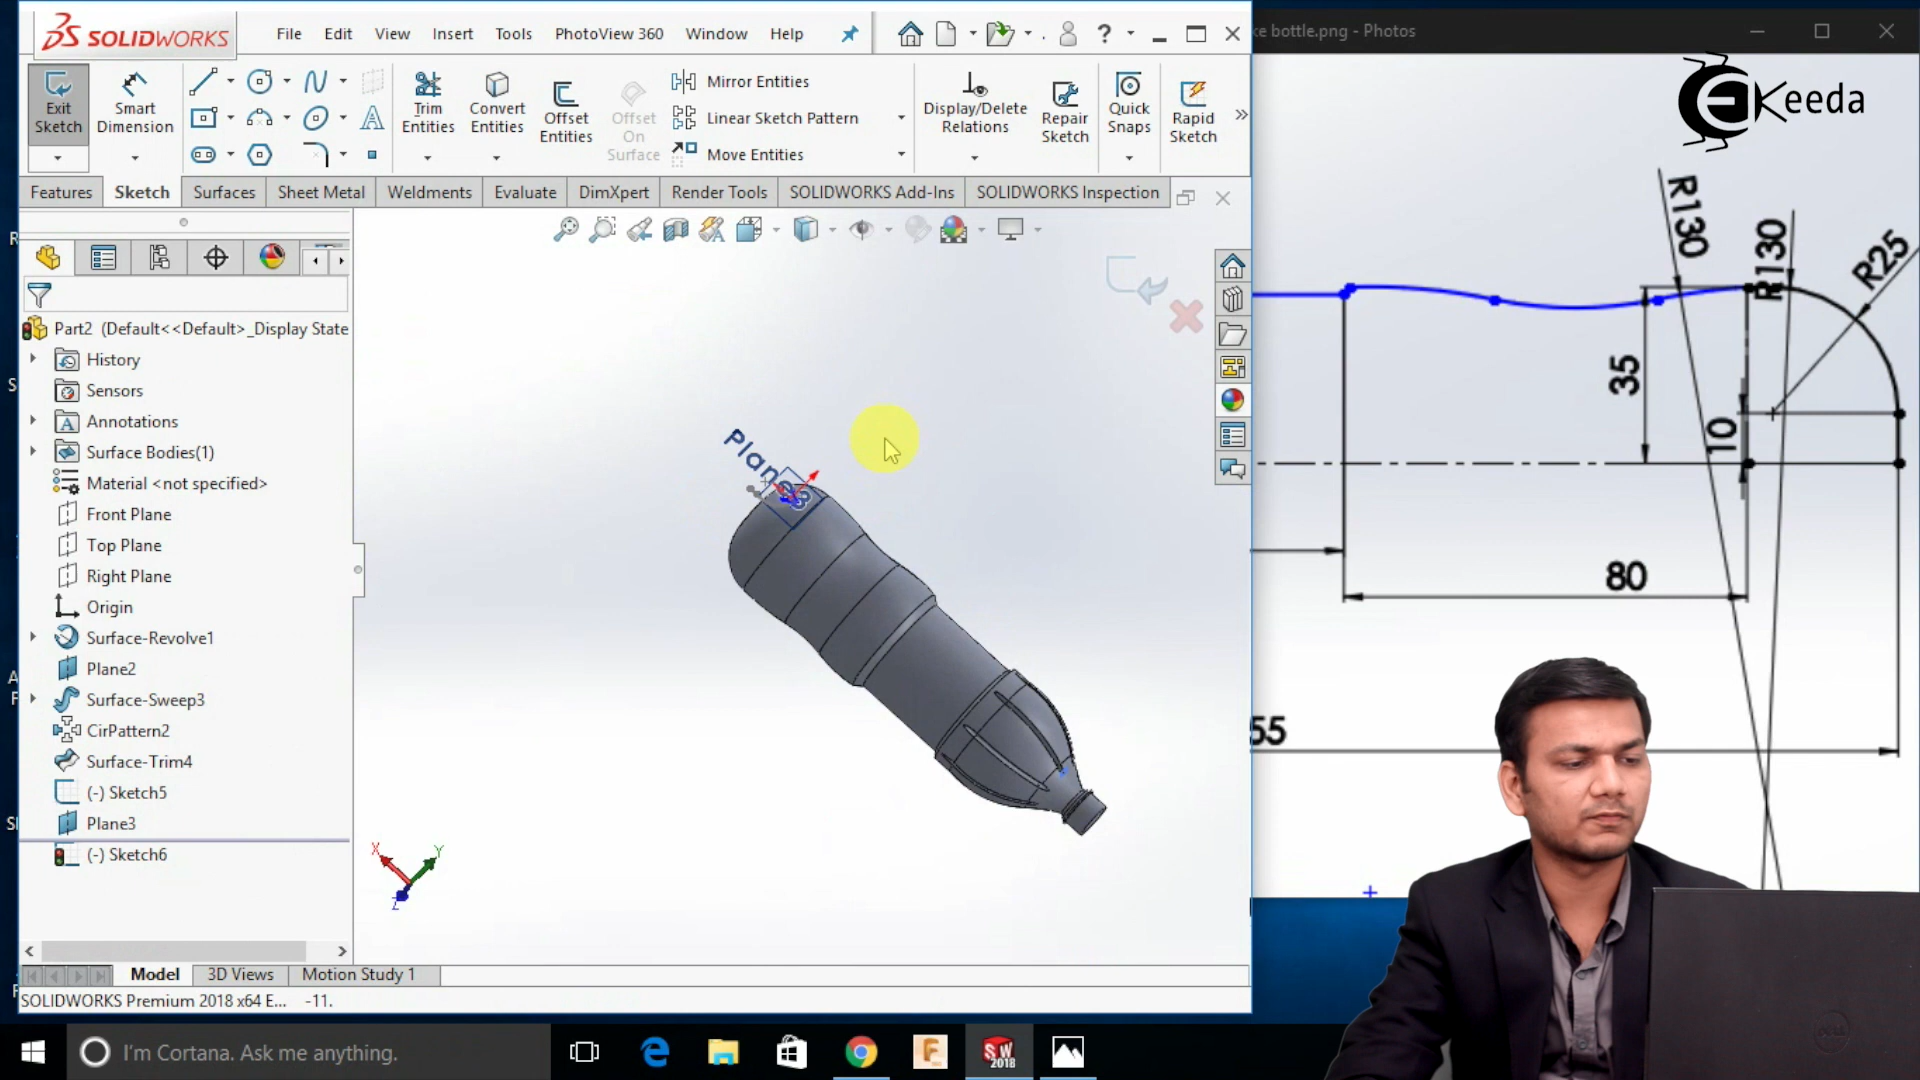 SOLIDWORKS
File Edit View Insert Tools PhotoView 360 Window Help
ke bottle.png - Photos
Exit Sketch
Smart Dimension
Trim Entities
Convert Entities
Offset Entities
Offset On Surface
Mirror Entities
Linear Sketch Pattern
Move Entities
Display/Delete Relations
Repair Sketch
Quick Snaps
Rapid Sketch
Keeda
Features Sketch Surfaces Sheet Metal Weldments Evaluate DimXpert Render Tools SOLIDWORKS Add-Ins SOLIDWORKS Inspection
Part2 (Default<<Default>_Display State
History
Sensors
Annotations
Surface Bodies(1)
Material <not specified>
Front Plane
Top Plane
Right Plane
Origin
Surface-Revolve1
Plane2
Surface-Sweep3
CirPattern2
Surface-Trim4
(-) Sketch5
Plane3
(-) Sketch6
Plane3
X
Y
Z
R130
R130
R25
35
10
80
55
Model 3D Views Motion Study 1
SOLIDWORKS Premium 2018 x64 E... -11.
I'm Cortana. Ask me anything.
SW
2018